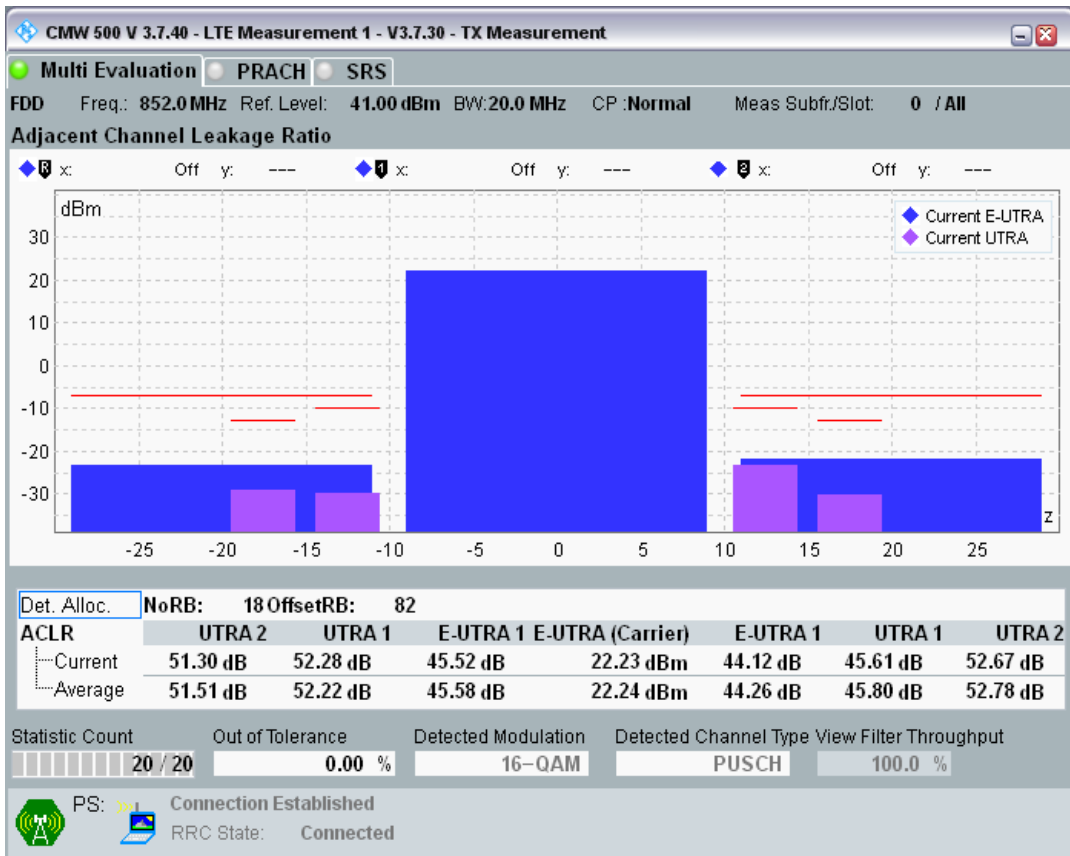 CMW 500 V 3.7.40 - LTE Measurement 1 - V3.7.30 - TX Measurement
Multi Evaluation PRACH SRS
FDD Freq.: 852.0 MHz Ref. Level: 41.00 dBm BW:20.0 MHz CP :Normal Meas Subfr./Slot: 0 / All
Adjacent Channel Leakage Ratio
R x: Off y: --- 1 x: Off y: --- 2 x: Off y: ---
dBm
Current E-UTRA
Current UTRA
30
20
10
0
-10
-20
-30
z
-25 -20 -15 -10 -5 0 5 10 15 20 25
Det. Alloc. NoRB: 18 OffsetRB: 82
ACLR UTRA 2 UTRA 1 E-UTRA 1 E-UTRA (Carrier) E-UTRA 1 UTRA 1 UTRA 2
Current 51.30 dB 52.28 dB 45.52 dB 22.23 dBm 44.12 dB 45.61 dB 52.67 dB
Average 51.51 dB 52.22 dB 45.58 dB 22.24 dBm 44.26 dB 45.80 dB 52.78 dB
Statistic Count Out of Tolerance Detected Modulation Detected Channel Type View Filter Throughput
20 / 20 0.00 % 16-QAM PUSCH 100.0 %
PS: Connection Established
RRC State: Connected